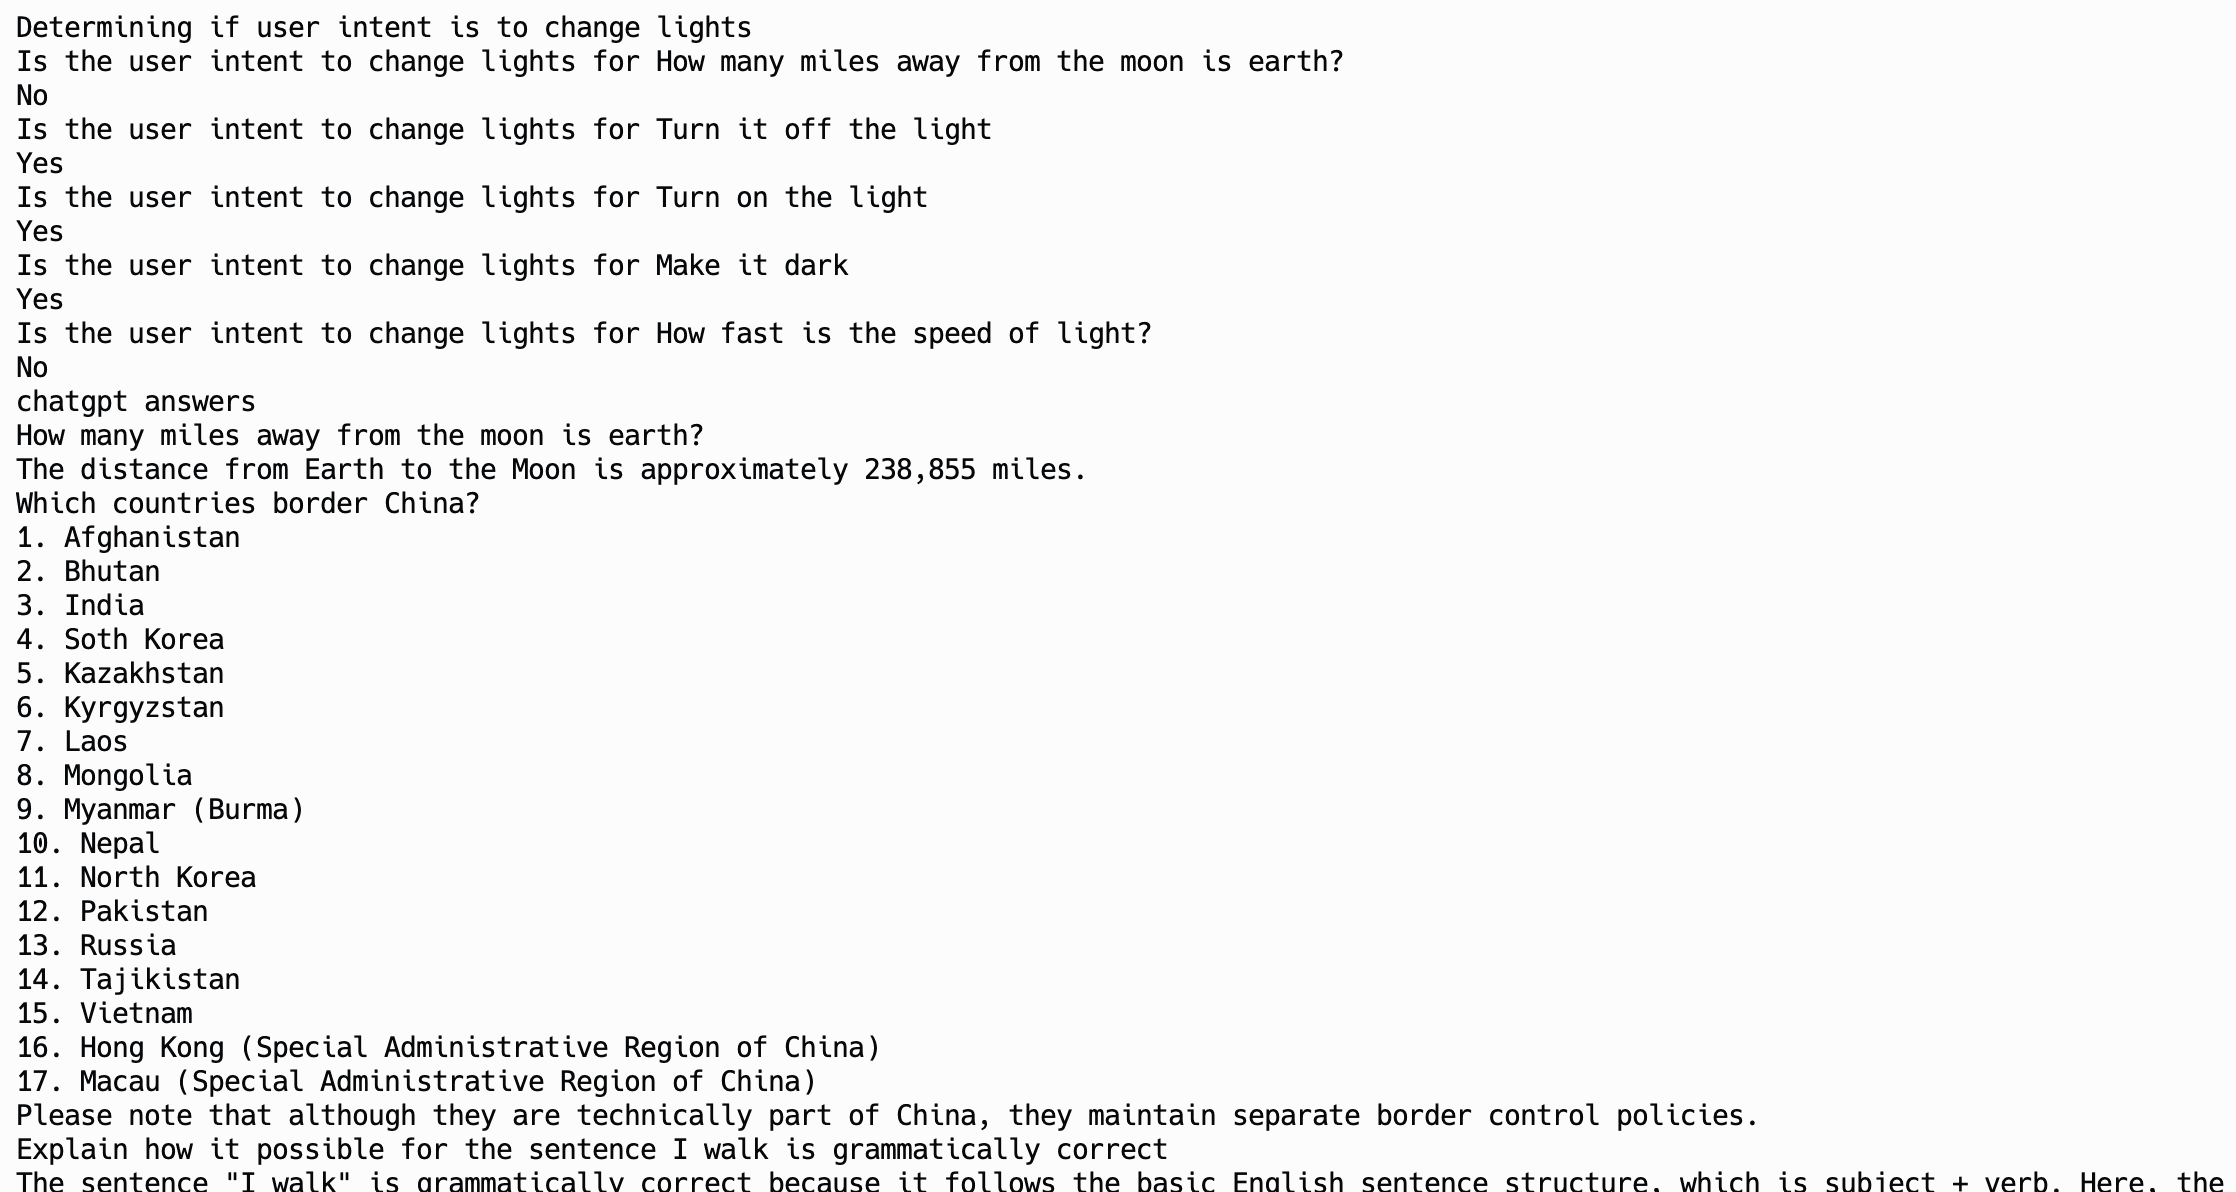 Determining if user intent is to change lights
Is the user intent to change lights for How many miles away from the moon is earth?
No
Is the user intent to change lights for Turn it off the light
Yes
Is the user intent to change lights for Turn on the light
Yes
Is the user intent to change lights for Make it dark
Yes
Is the user intent to change lights for How fast is the speed of light?
No
chatgpt answers
How many miles away from the moon is earth?
The distance from Earth to the Moon is approximately 238,855 miles.
Which countries border China?
1. Afghanistan
2. Bhutan
3. India
4. Soth Korea
5. Kazakhstan
6. Kyrgyzstan
7. Laos
8. Mongolia
9. Myanmar (Burma)
10. Nepal
11. North Korea
12. Pakistan
13. Russia
14. Tajikistan
15. Vietnam
16. Hong Kong (Special Administrative Region of China)
17. Macau (Special Administrative Region of China)
Please note that although they are technically part of China, they maintain separate border control policies.
Explain how it possible for the sentence I walk is grammatically correct
The sentence "I walk" is grammatically correct because it follows the basic English sentence structure, which is subject + verb. Here, the